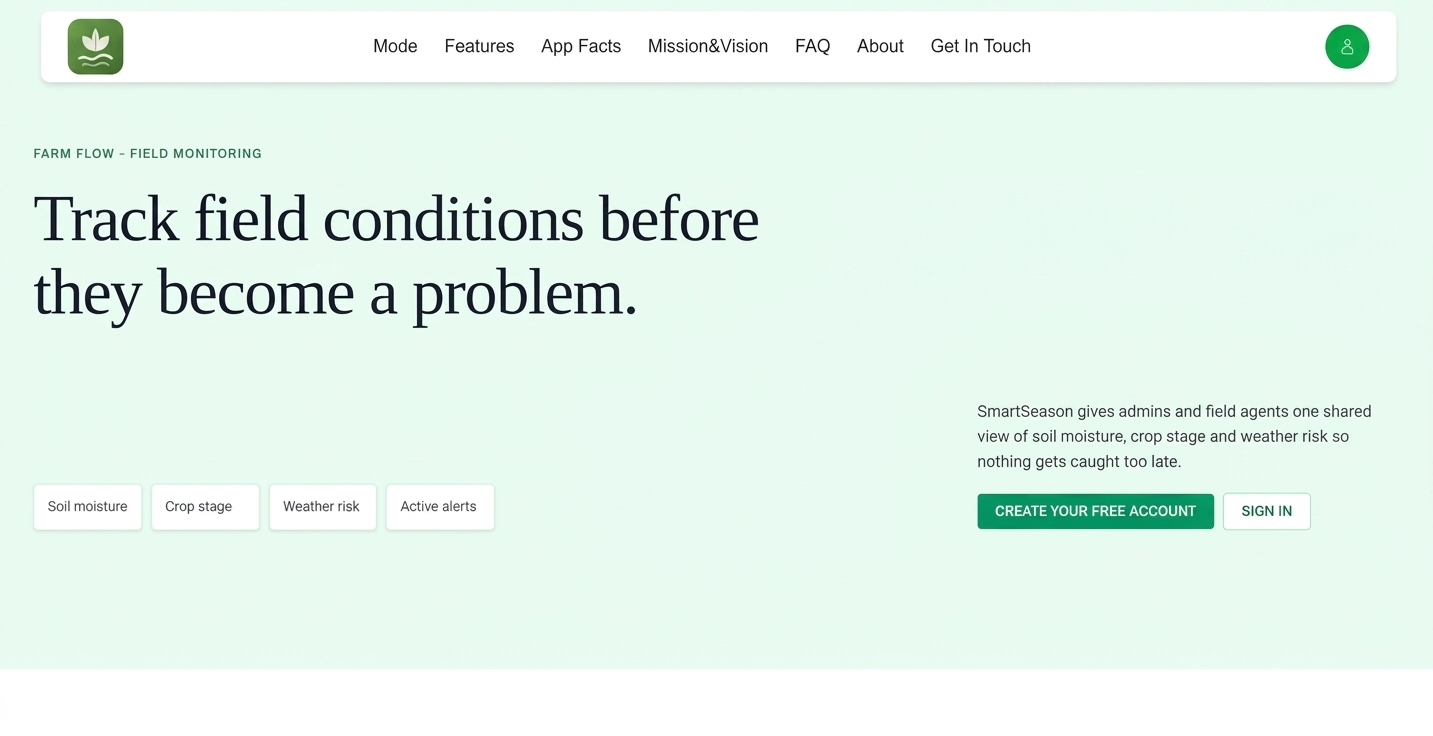 Mode Features App Facts Mission&Vision FAQ About Get In Touch
FARM FLOW – FIELD MONITORING
Track field conditions before
they become a problem.
SmartSeason gives admins and field agents one shared
view of soil moisture, crop stage and weather risk so
nothing gets caught too late.
Soil moisture Crop stage Weather risk Active alerts
CREATE YOUR FREE ACCOUNT SIGN IN